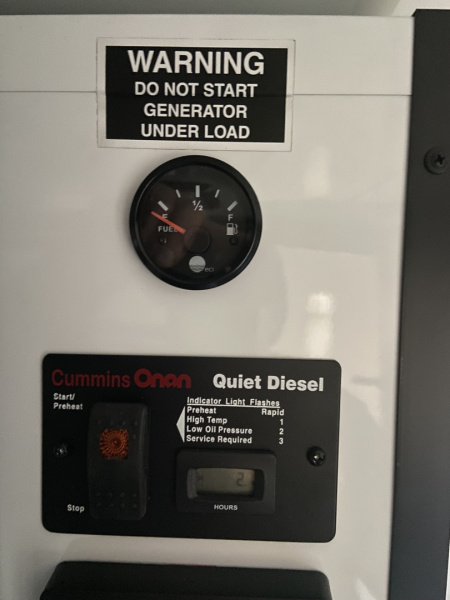 WARNING
DO NOT START
GENERATOR
UNDER LOAD
1/2
E
F
FUEL
Cummins Onan
Quiet Diesel
Start/
Preheat
Indicator Light Flashes
Preheat Rapid
High Temp 1
Low Oil Pressure 2
Service Required 3
Stop
HOURS